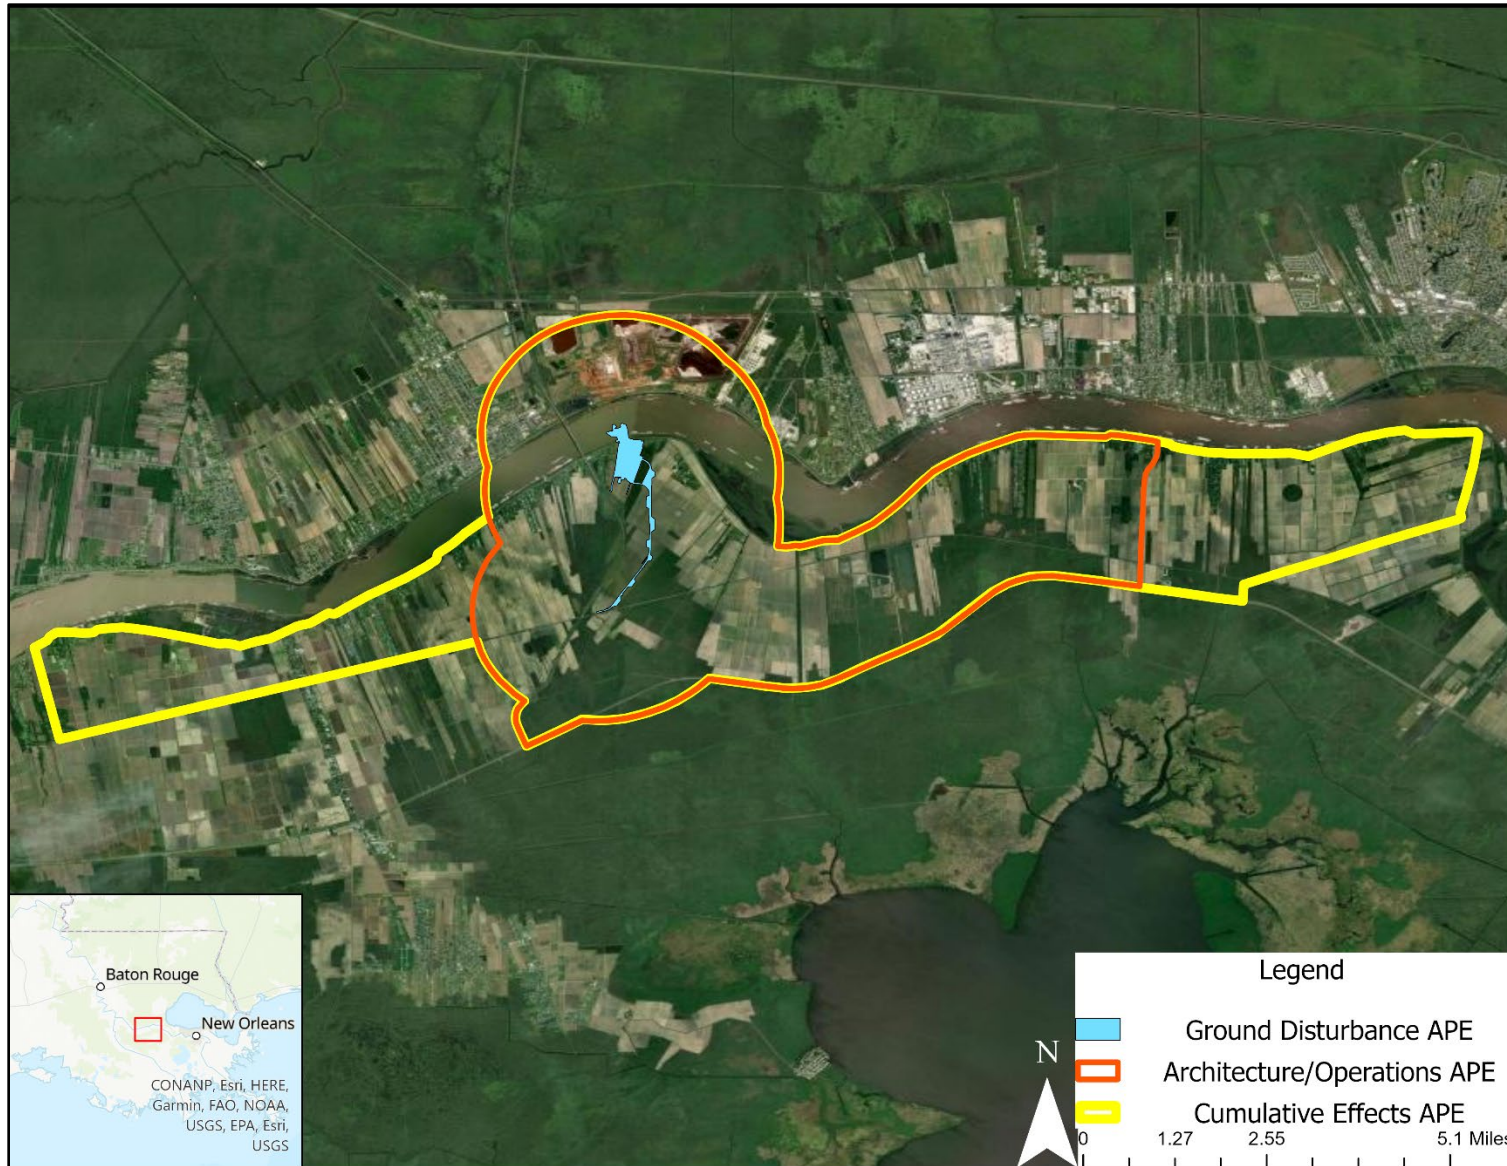 Baton Rouge
New Orleans
CONANP, Esri, HERE,
Garmin, FAO, NOAA,
USGS, EPA, Esri,
USGS
Legend
Ground Disturbance APE
Architecture/Operations APE
Cumulative Effects APE
N
0 1.27 2.55 5.1 Miles